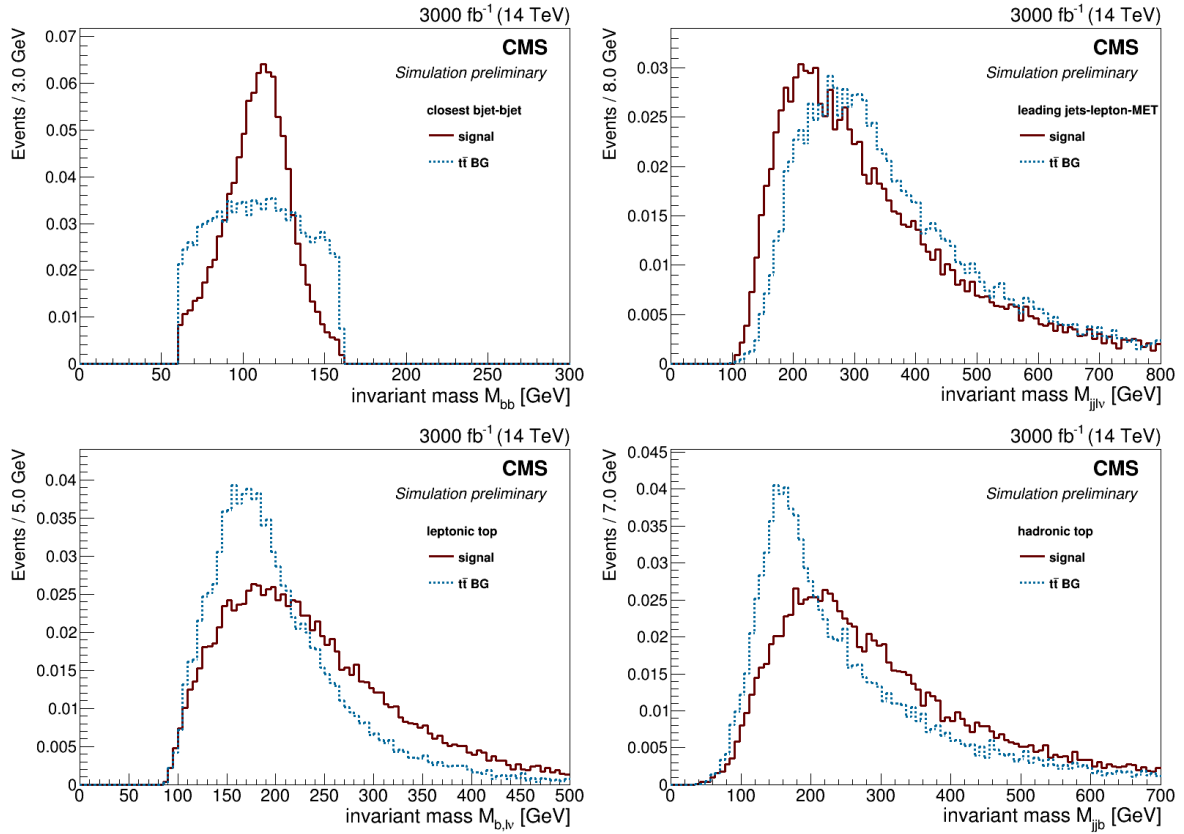 3000 fb⁻¹ (14 TeV)
Events / 3.0 GeV
0.07
0.06
0.05
0.04
0.03
0.02
0.01
0
CMS
Simulation preliminary
closest bjet-bjet
signal
tt̄ BG
0 50 100 150 200 250 300
invariant mass M_bb [GeV]
3000 fb⁻¹ (14 TeV)
Events / 8.0 GeV
0.03
0.025
0.02
0.015
0.01
0.005
0
CMS
Simulation preliminary
leading jets-lepton-MET
signal
tt̄ BG
0 100 200 300 400 500 600 700 800
invariant mass M_jjlν [GeV]
3000 fb⁻¹ (14 TeV)
Events / 5.0 GeV
0.04
0.035
0.03
0.025
0.02
0.015
0.01
0.005
0
CMS
Simulation preliminary
leptonic top
signal
tt̄ BG
0 100 200 300 400 500
invariant mass M_b,lν [GeV]
3000 fb⁻¹ (14 TeV)
Events / 7.0 GeV
0.045
0.04
0.035
0.03
0.025
0.02
0.015
0.01
0.005
0
CMS
Simulation preliminary
hadronic top
signal
tt̄ BG
0 100 200 300 400 500 600 700
invariant mass M_jjb [GeV]